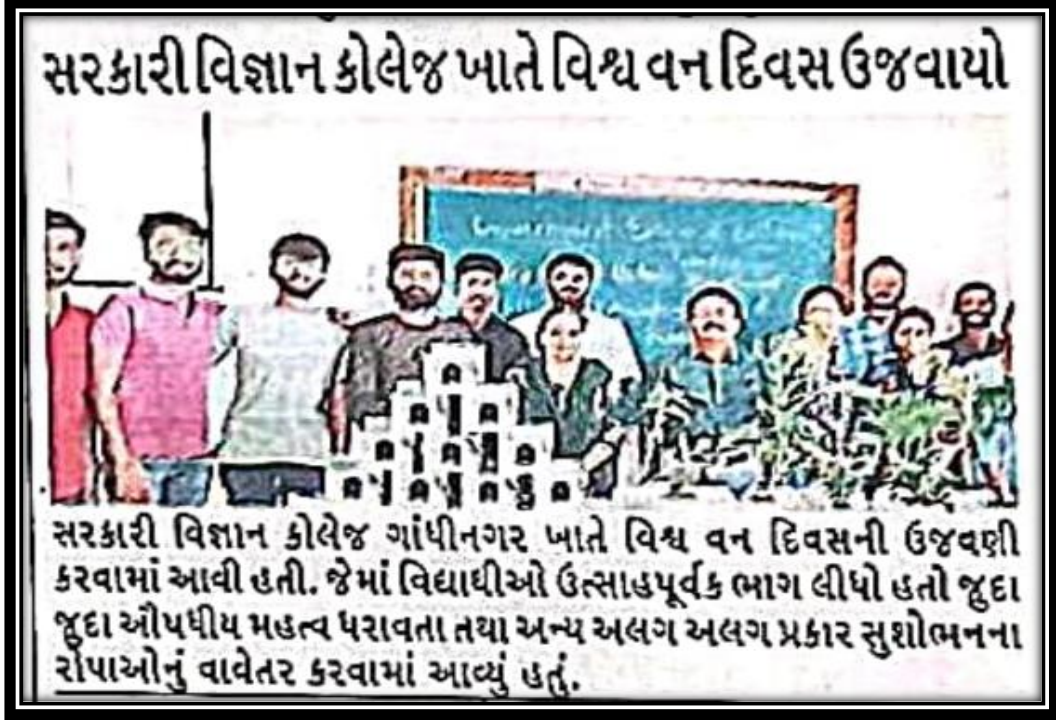 સરકારી વિજ્ઞાન કોલેજ ખાતે વિશ્વ વન દિવસ ઉજવાયો
સરકારી વિજ્ઞાન કોલેજ ગાંધીનગર ખાતે વિશ્વ વન દિવસની ઉજવણી
કરવામાં આવી હતી. જેમાં વિદ્યાર્થીઓ ઉત્સાહપૂર્વક ભાગ લીધો હતો જુદા
જુદા ઔષધીય મહત્વ ધરાવતા તથા અન્ય અલગ અલગ પ્રકાર સુશોભનના
રોપાઓનું વાવેતર કરવામાં આવ્યું હતું.